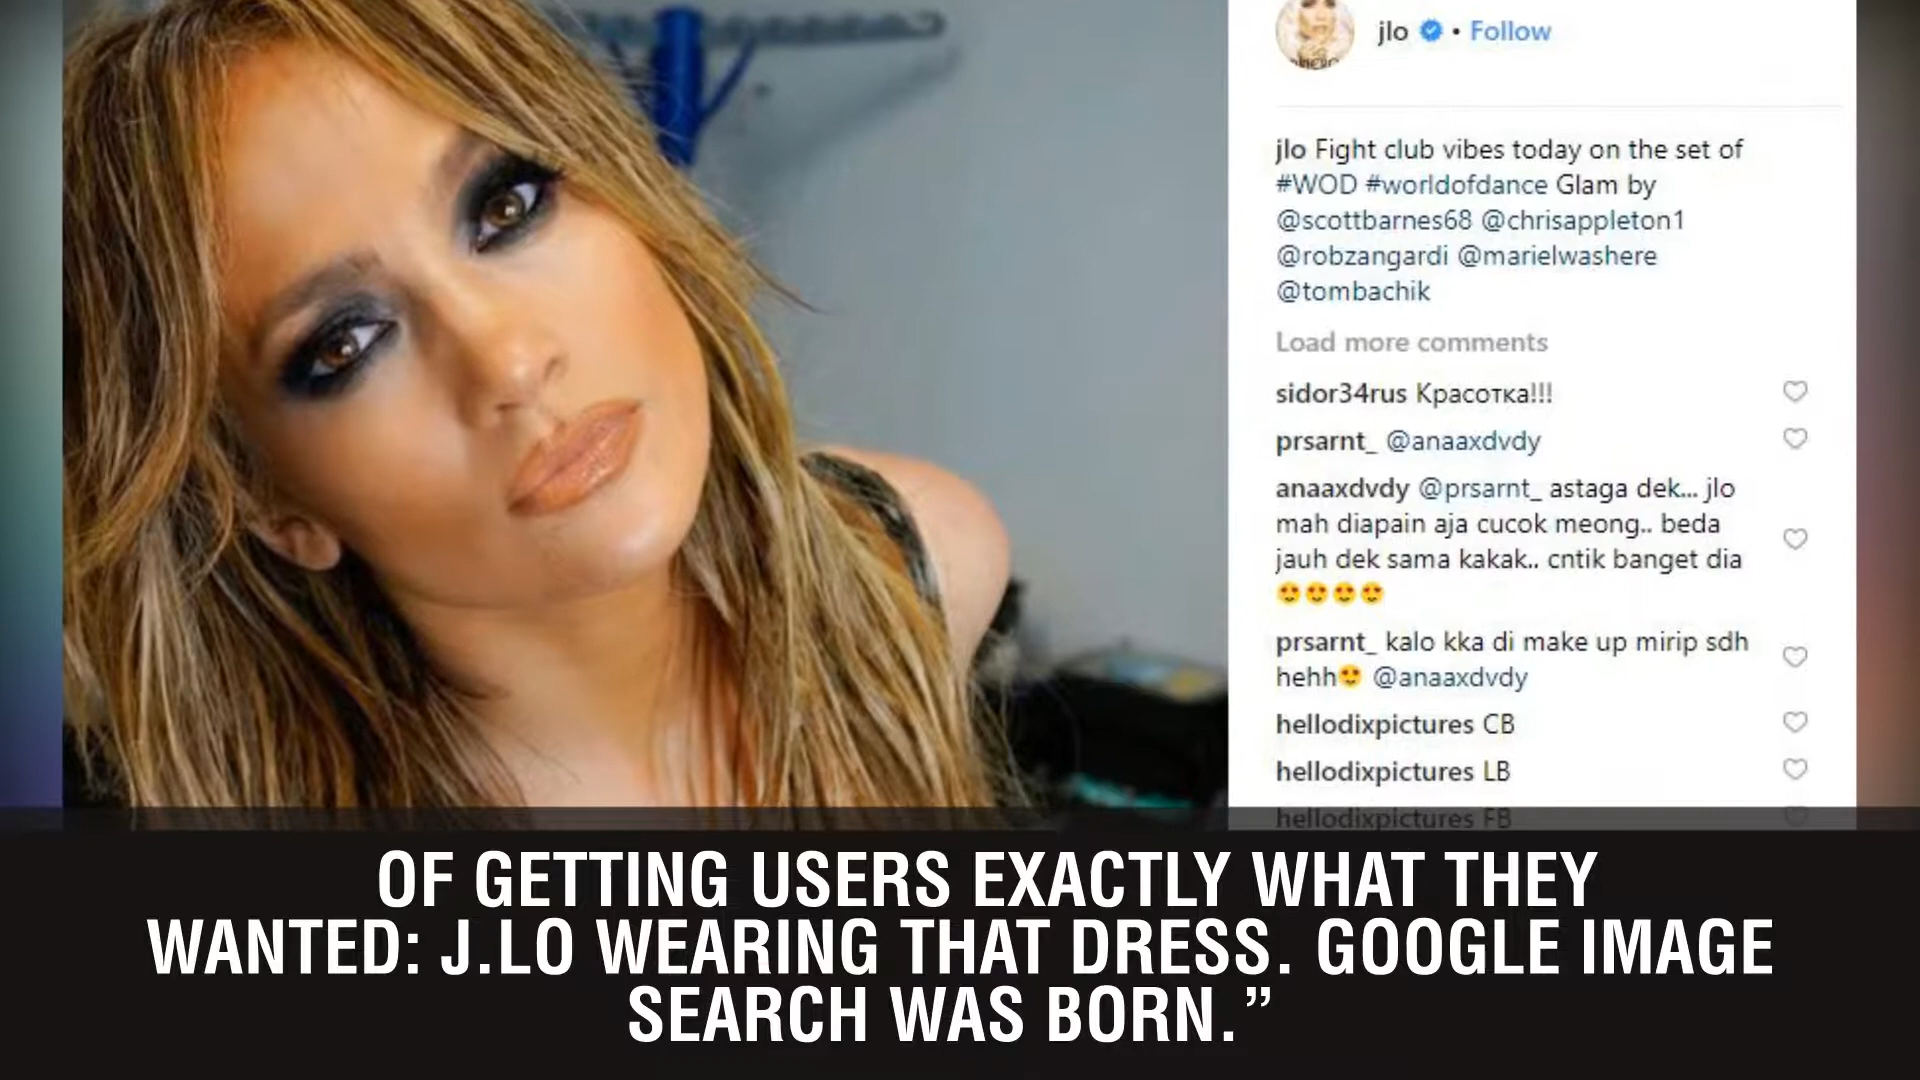 jlo • Follow
jlo Fight club vibes today on the set of
#WOD #worldofdance Glam by
@scottbarnes68 @chrisappleton1
@robzangardi @marielwashere
@tombachik
Load more comments
sidor34rus Красотка!!!
prsarnt_ @anaaxdvdy
anaaxdvdy @prsarnt_ astaga dek... jlo
mah diapain aja cucok meong.. beda
jauh dek sama kakak.. cntik banget dia
😍😍😍😍
prsarnt_ kalo kka di make up mirip sdh
hehh😍 @anaaxdvdy
hellodixpictures CB
hellodixpictures LB
hellodixpictures FB
OF GETTING USERS EXACTLY WHAT THEY
WANTED: J.LO WEARING THAT DRESS. GOOGLE IMAGE
SEARCH WAS BORN.”